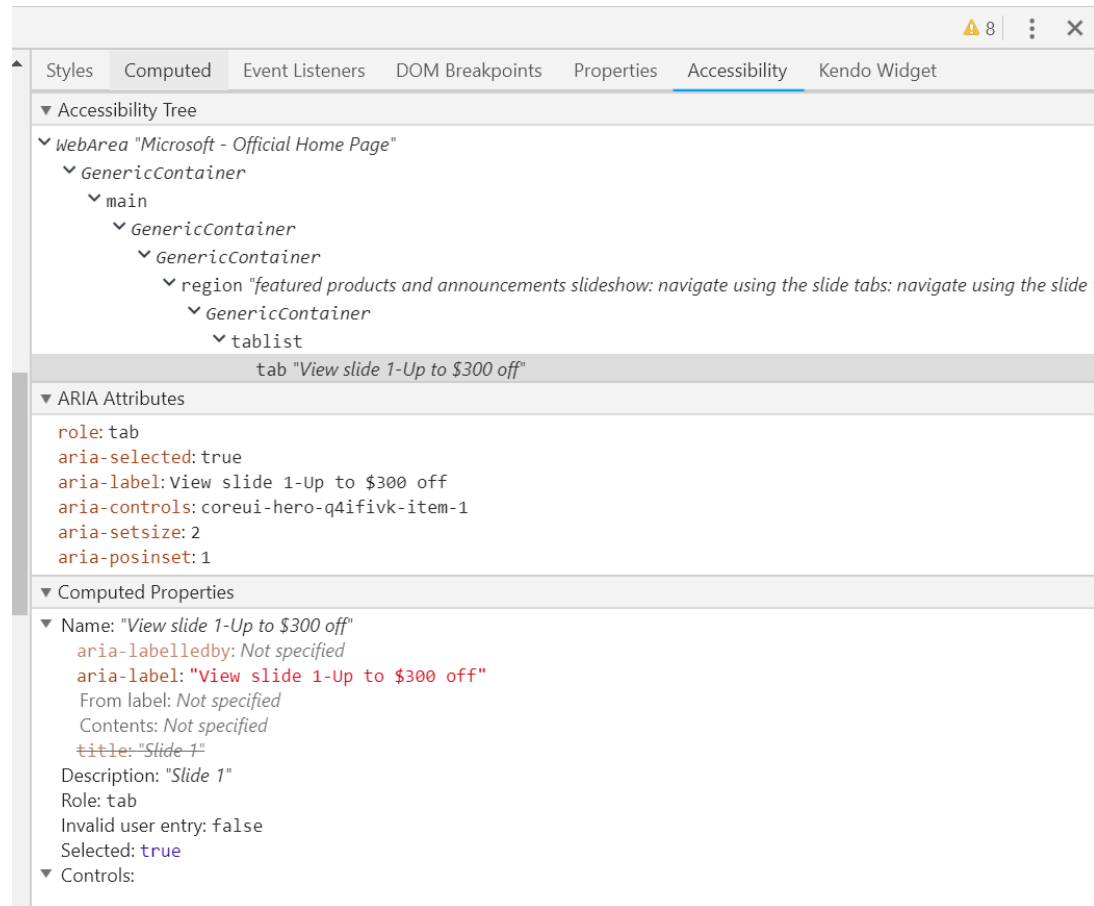 8
Styles Computed Event Listeners DOM Breakpoints Properties Accessibility Kendo Widget
Accessibility Tree
WebArea "Microsoft - Official Home Page"
GenericContainer
main
GenericContainer
GenericContainer
region "featured products and announcements slideshow: navigate using the slide tabs: navigate using the slide
GenericContainer
tablist
tab "View slide 1-Up to $300 off"
ARIA Attributes
role: tab
aria-selected: true
aria-label: View slide 1-Up to $300 off
aria-controls: coreui-hero-q4ifivk-item-1
aria-setsize: 2
aria-posinset: 1
Computed Properties
Name: "View slide 1-Up to $300 off"
aria-labelledby: Not specified
aria-label: "View slide 1-Up to $300 off"
From label: Not specified
Contents: Not specified
title: "Slide 1"
Description: "Slide 1"
Role: tab
Invalid user entry: false
Selected: true
Controls: